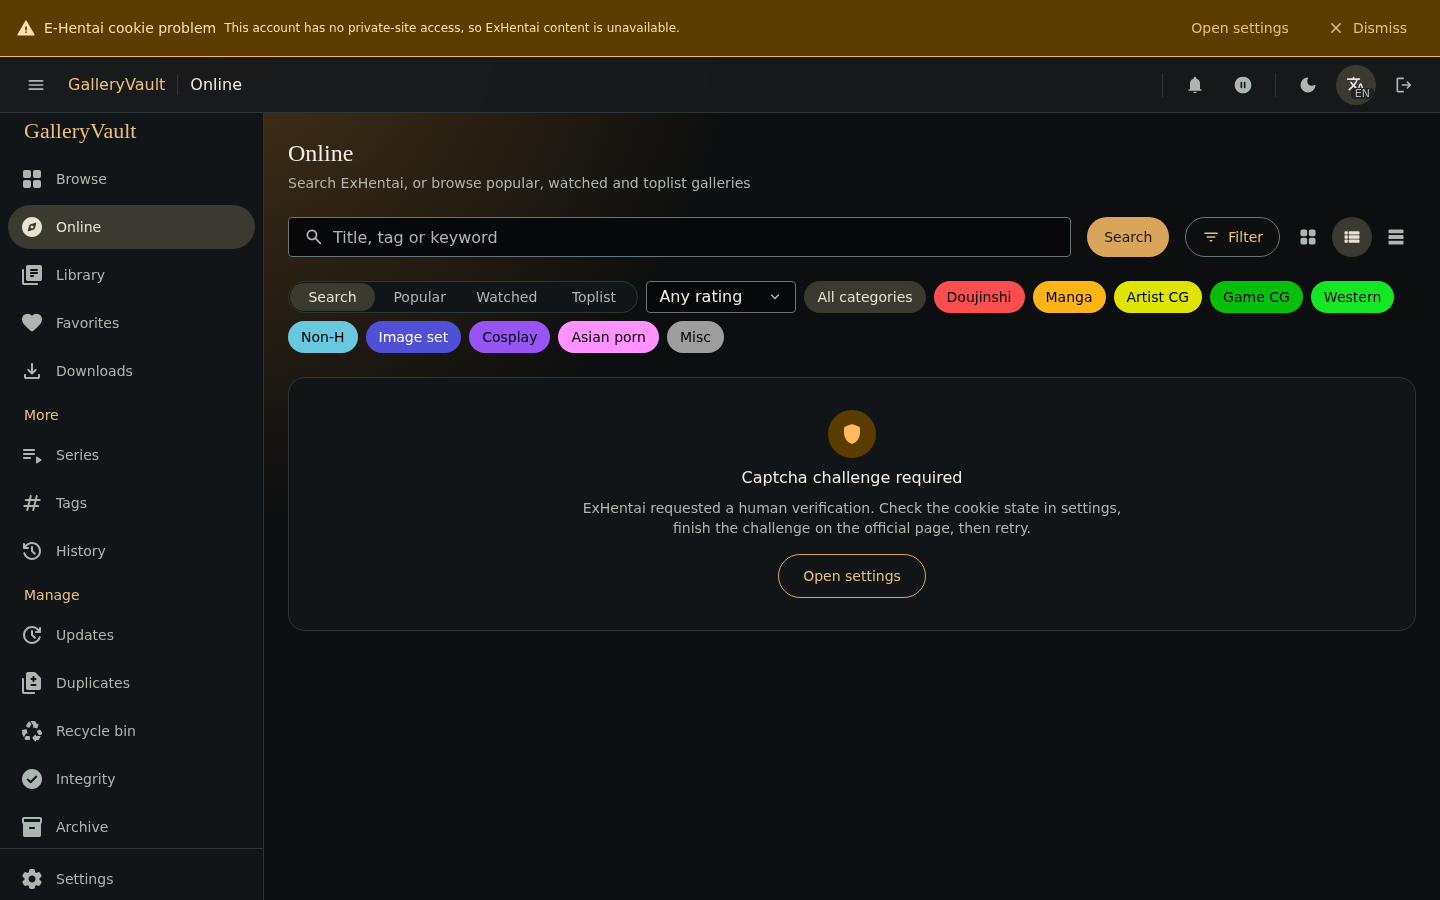 E-Hentai cookie problem This account has no private-site access, so ExHentai content is unavailable. Open settings Dismiss
GalleryVault Online EN
GalleryVault
Browse
Online
Library
Favorites
Downloads
More
Series
Tags
History
Manage
Updates
Duplicates
Recycle bin
Integrity
Archive
Settings
Online
Search ExHentai, or browse popular, watched and toplist galleries
Title, tag or keyword Search Filter
Search Popular Watched Toplist Any rating All categories Doujinshi Manga Artist CG Game CG Western
Non-H Image set Cosplay Asian porn Misc
Captcha challenge required
ExHentai requested a human verification. Check the cookie state in settings,
finish the challenge on the official page, then retry.
Open settings